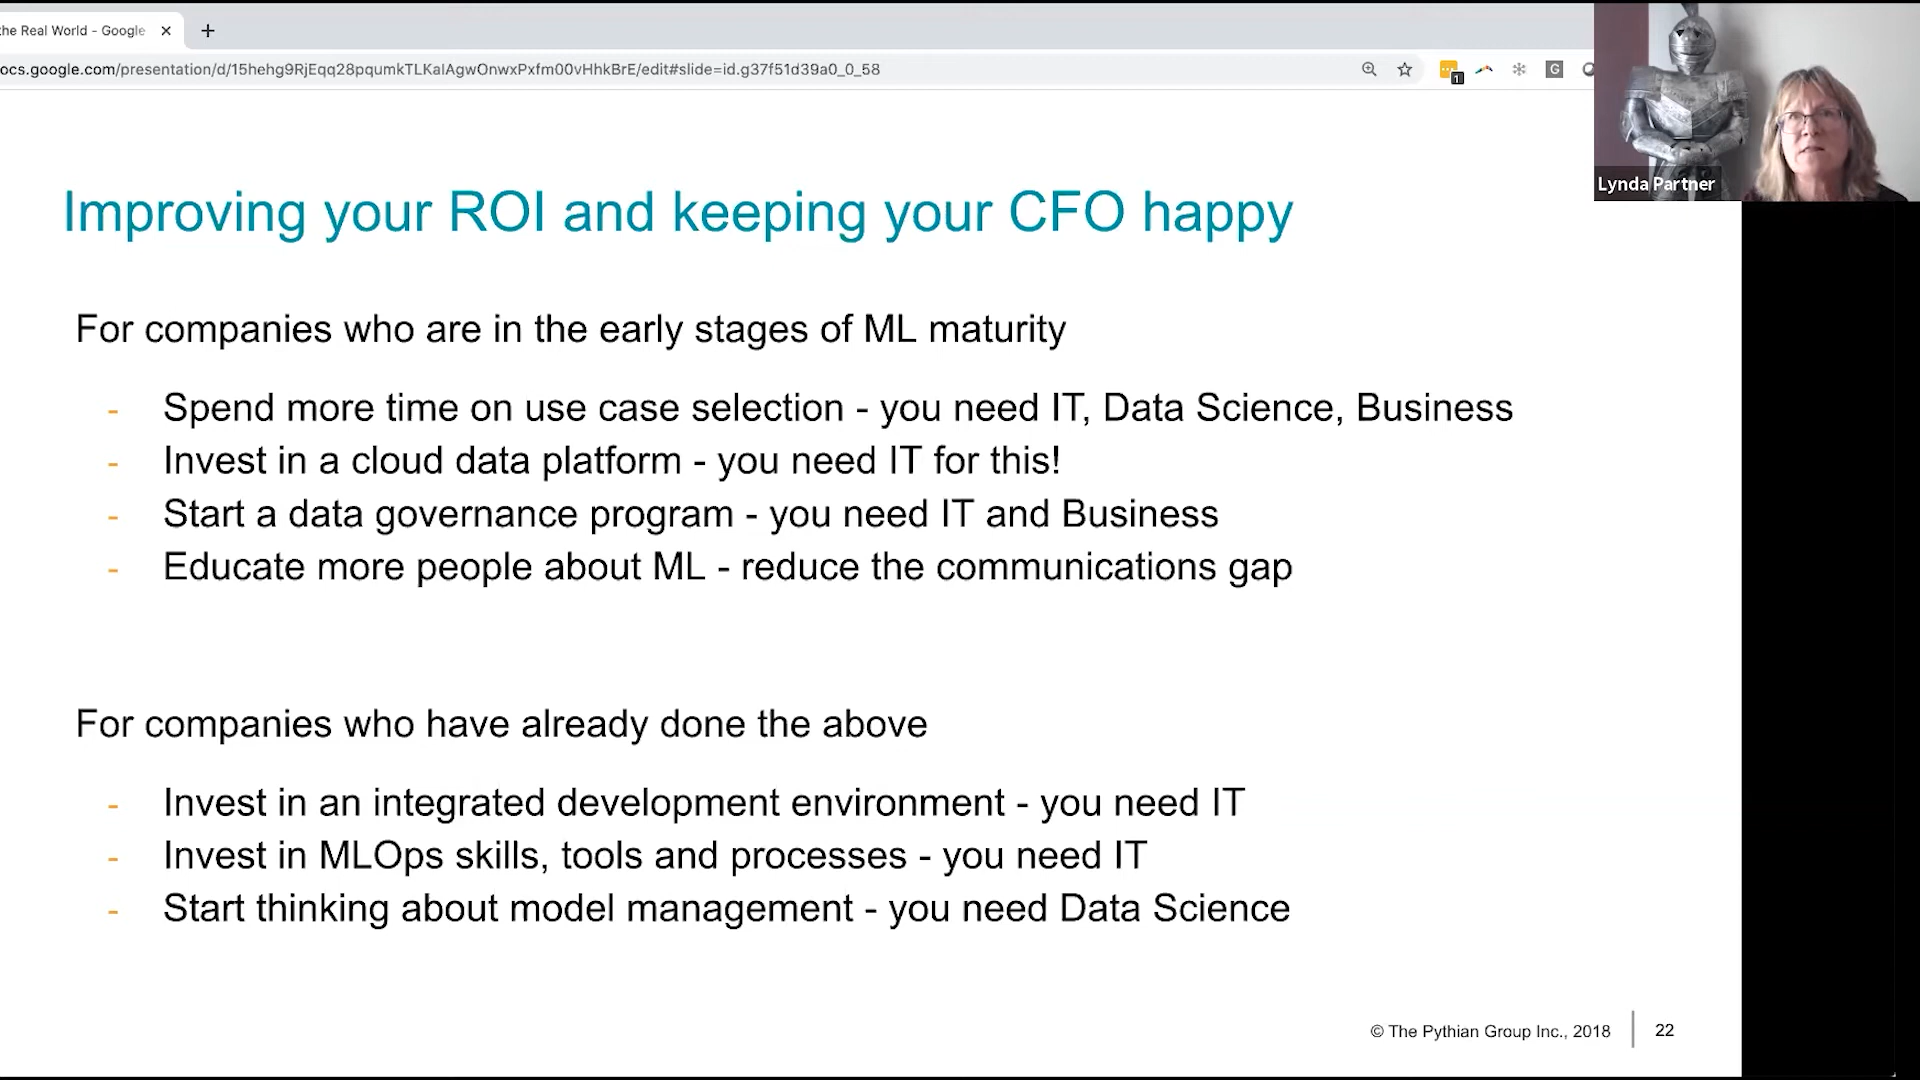 he Real World - Google
ocs.google.com/presentation/d/15hehg9RjEqq28pqumkTLKalAgwOnwxPxfm00vHhkBrE/edit#slide=id.g37f51d39a0_0_58
1
G
Lynda Partner
Improving your ROI and keeping your CFO happy
For companies who are in the early stages of ML maturity
- Spend more time on use case selection - you need IT, Data Science, Business
- Invest in a cloud data platform - you need IT for this!
- Start a data governance program - you need IT and Business
- Educate more people about ML - reduce the communications gap
For companies who have already done the above
- Invest in an integrated development environment - you need IT
- Invest in MLOps skills, tools and processes - you need IT
- Start thinking about model management - you need Data Science
© The Pythian Group Inc., 2018
22